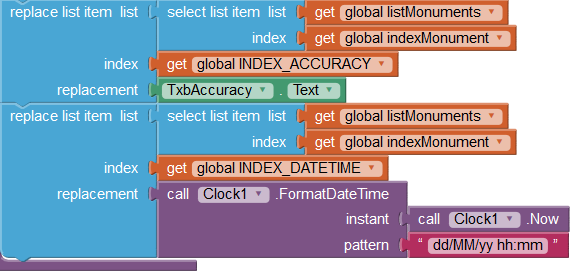 replace list item list select list item list get global listMonuments
index get global indexMonument
index get global INDEX_ACCURACY
replacement TxbAccuracy . Text
replace list item list select list item list get global listMonuments
index get global indexMonument
index get global INDEX_DATETIME
replacement call Clock1 .FormatDateTime
instant call Clock1 .Now
pattern “ dd/MM/yy hh:mm ”